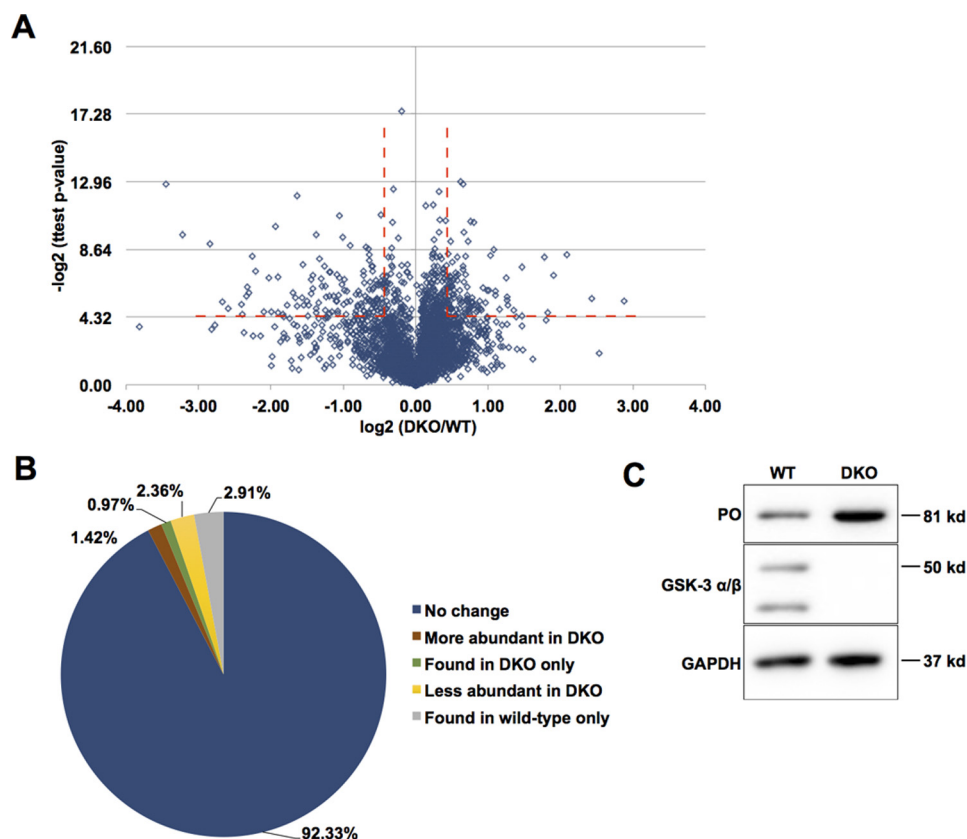 A
21.60
17.28
12.96
8.64
4.32
0.00
-log2 (ttest p-value)
-4.00 -3.00 -2.00 -1.00 0.00 1.00 2.00 3.00 4.00
log2 (DKO/WT)
B
2.36%
2.91%
0.97%
1.42%
92.33%
No change
More abundant in DKO
Found in DKO only
Less abundant in DKO
Found in wild-type only
C
WT DKO
PO 81 kd
50 kd
GSK-3 α/β
GAPDH 37 kd